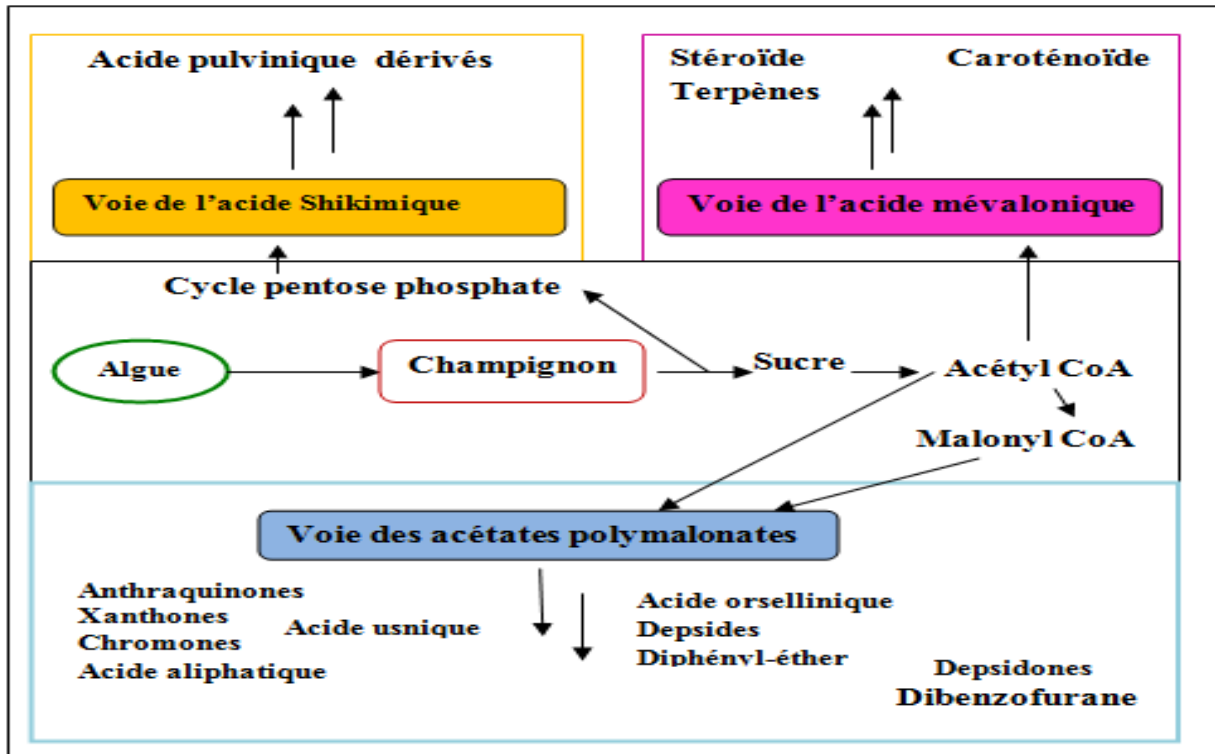 Acide pulvinique dérivés
Stéroïde
Caroténoïde
Terpènes
Voie de l'acide Shikimique
Voie de l'acide mévalonique
Cycle pentose phosphate
Algue
Champignon
Sucre
Acétyl CoA
Malonyl CoA
Voie des acétates polymalonates
Anthraquinones
Xanthones
Chromones
Acide aliphatique
Acide usnique
Acide orsellinique
Depsides
Diphényl-éther
Depsidones
Dibenzofurane